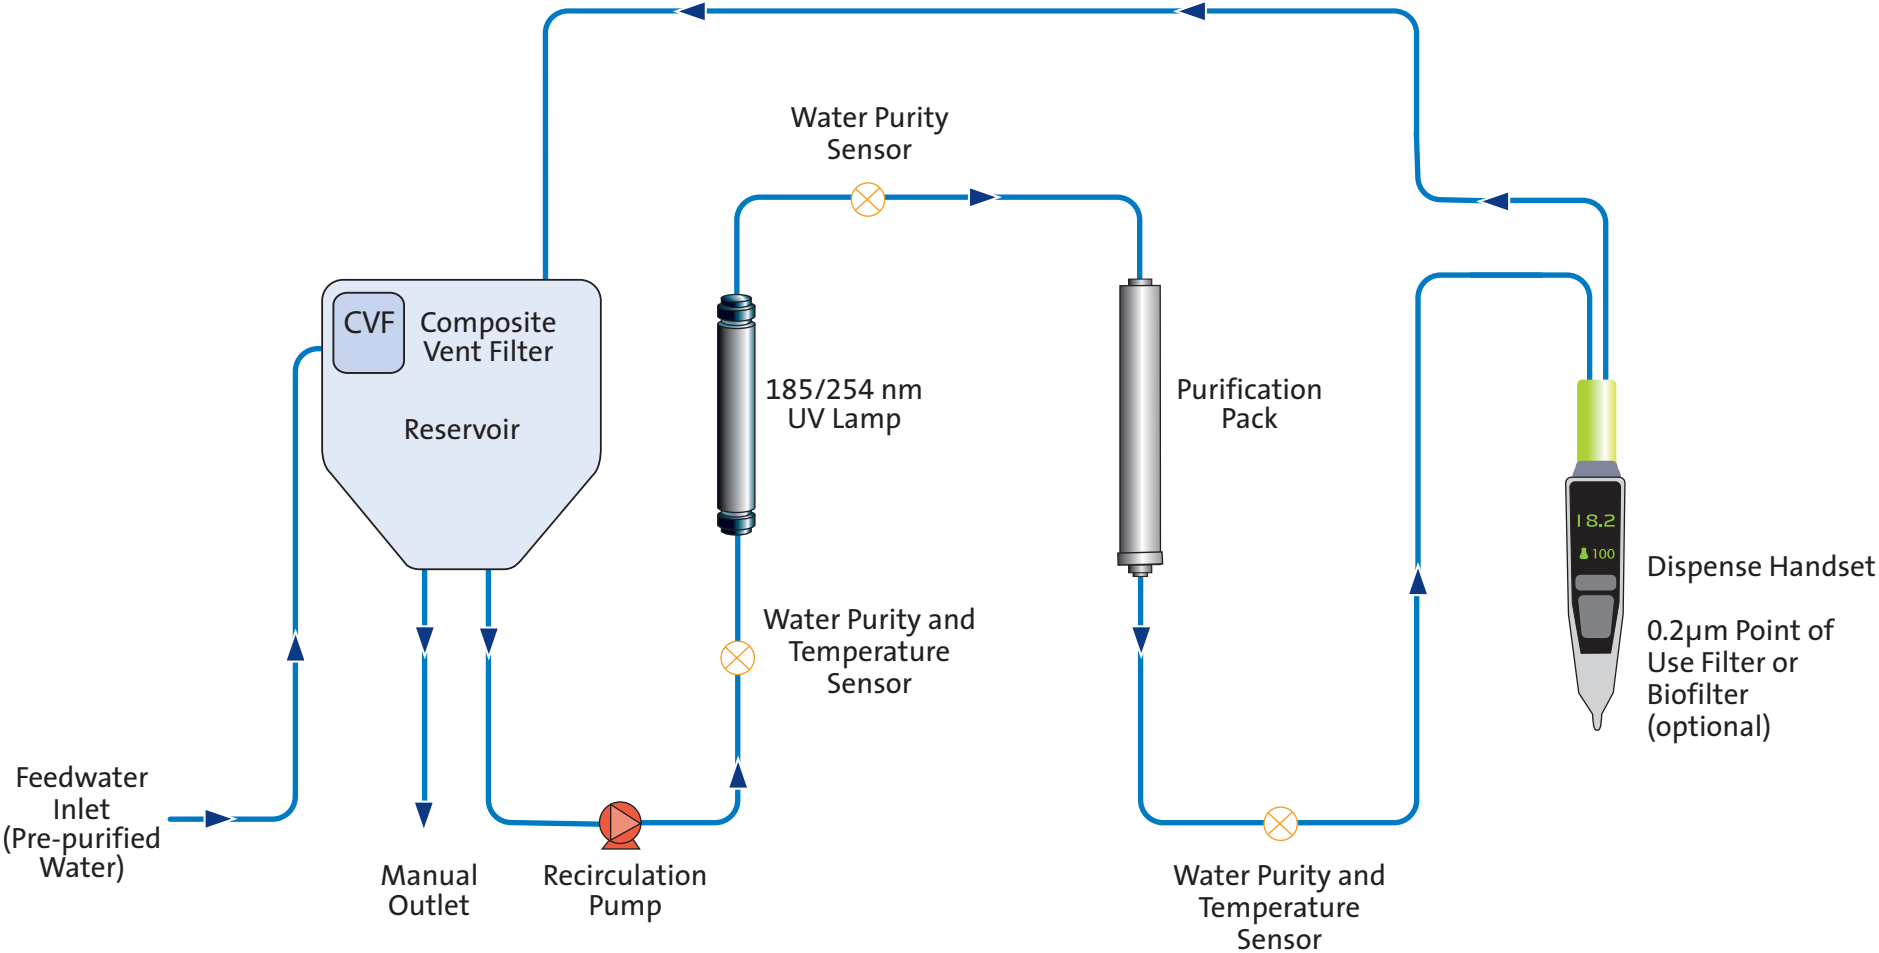 Water Purity
Sensor
CVF
Composite
Vent Filter
Reservoir
185/254 nm
UV Lamp
Purification
Pack
18.2
100
Dispense Handset
0.2µm Point of
Use Filter or
Biofilter
(optional)
Water Purity and
Temperature
Sensor
Feedwater
Inlet
(Pre-purified
Water)
Manual
Outlet
Recirculation
Pump
Water Purity and
Temperature
Sensor